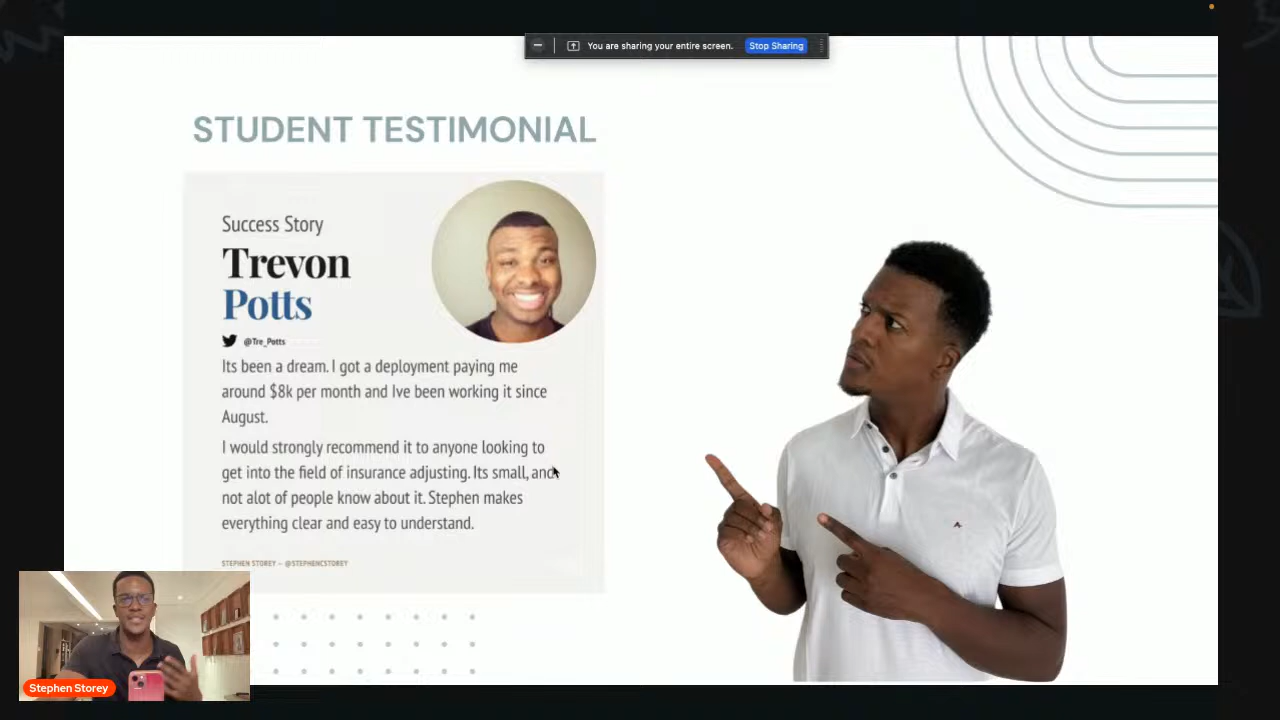 You are sharing your entire screen.
Stop Sharing
STUDENT TESTIMONIAL
Success Story
Trevon
Potts
@Tre_Potts
Its been a dream. I got a deployment paying me
around $8k per month and Ive been working it since
August.
I would strongly recommend it to anyone looking to
get into the field of insurance adjusting. Its small, and
not alot of people know about it. Stephen makes
everything clear and easy to understand.
STEPHEN STOREY – @STEPHENCSTOREY
Stephen Storey